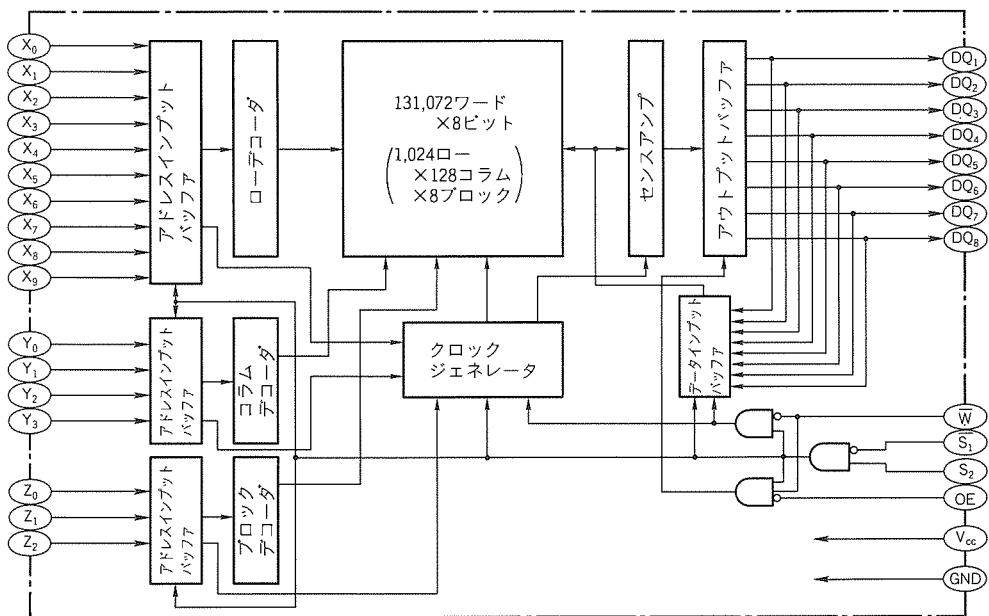 X0
X1
X2
X3
X4
X5
X6
X7
X8
X9
アドレスインプット
バッファ
ローデコーダ
131,072ワード
×8ビット
(1,024ロー
×128コラム
×8ブロック)
センスアンプ
アウトプットバッファ
DQ1
DQ2
DQ3
DQ4
DQ5
DQ6
DQ7
DQ8
Y0
Y1
Y2
Y3
アドレスインプット
バッファ
コラム
デコーダ
クロック
ジェネレータ
データインプット
バッファ
W̅
S̅1
S2
OE
Vcc
GND
Z0
Z1
Z2
アドレスインプット
バッファ
ブロック
デコーダ